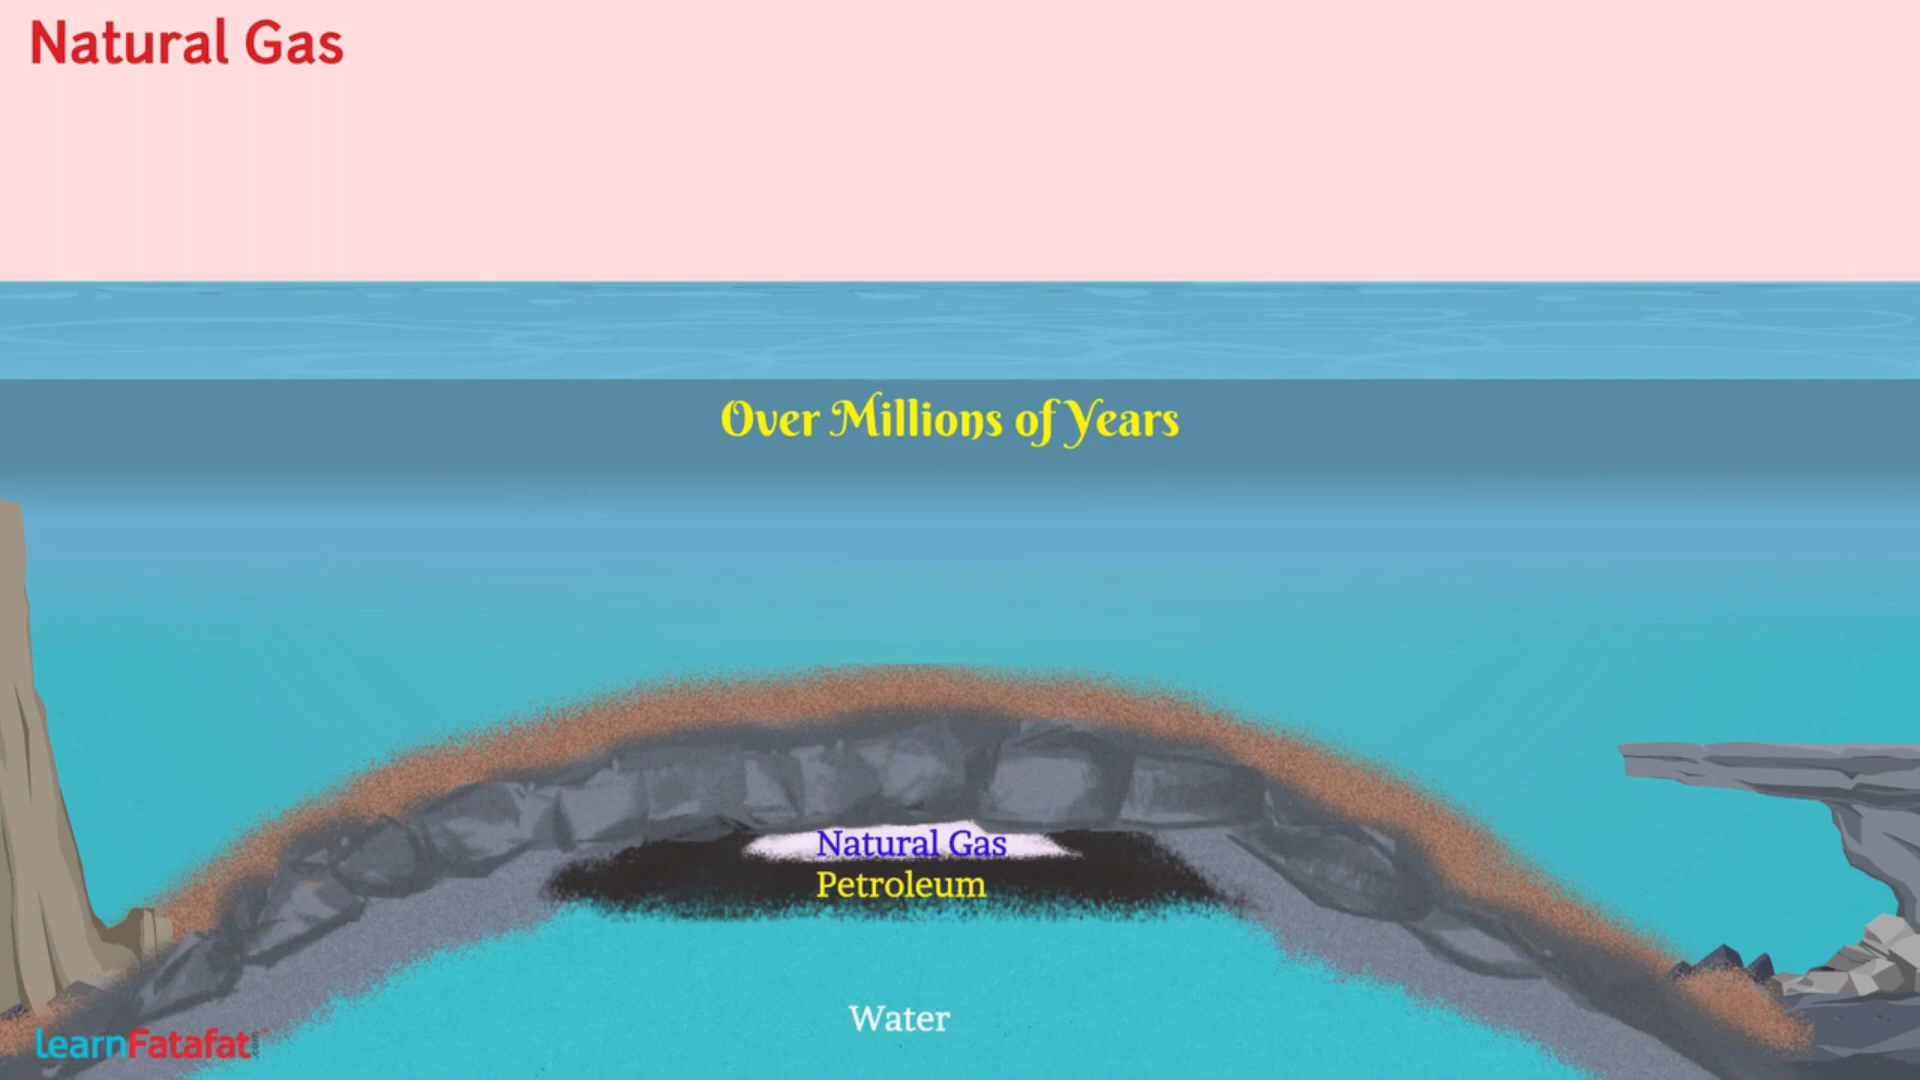 Natural Gas
Over Millions of Years
Natural Gas
Petroleum
Water
LearnFatafat